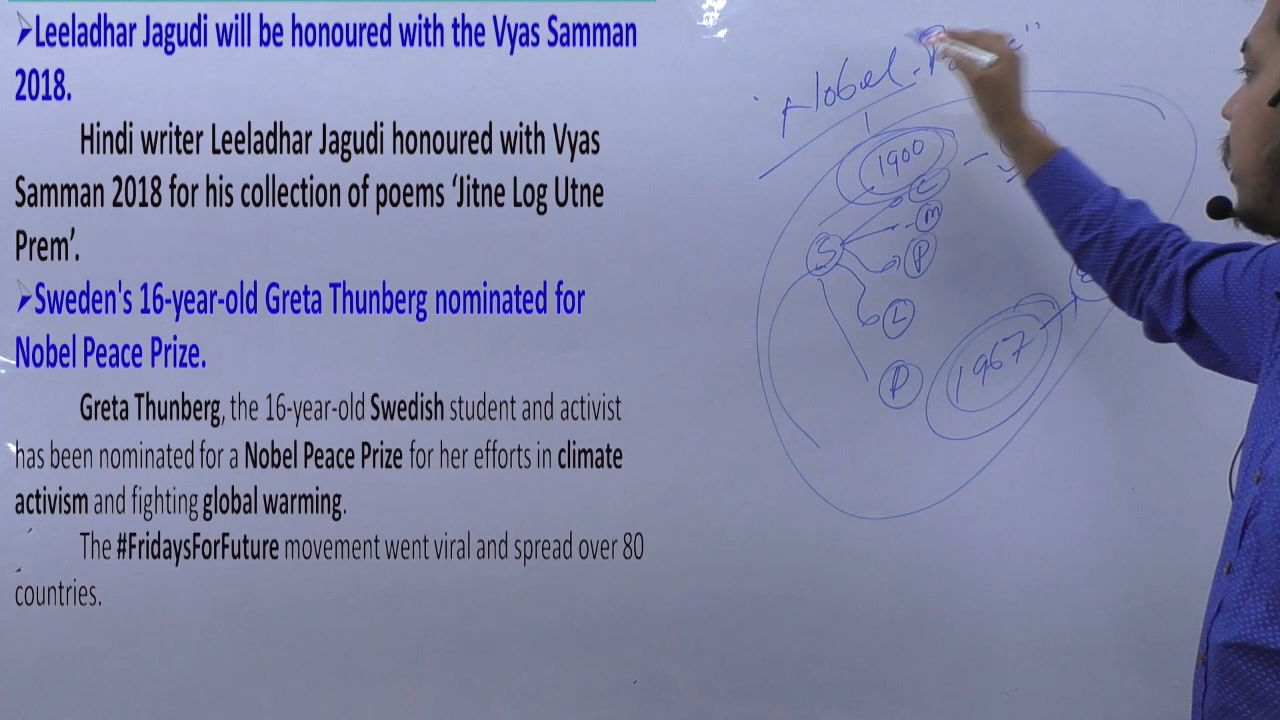 ➢Leeladhar Jagudi will be honoured with the Vyas Samman
2018.
Hindi writer Leeladhar Jagudi honoured with Vyas
Samman 2018 for his collection of poems ‘Jitne Log Utne
Prem’.
➢Sweden's 16-year-old Greta Thunberg nominated for
Nobel Peace Prize.
Greta Thunberg, the 16-year-old Swedish student and activist
has been nominated for a Nobel Peace Prize for her efforts in climate
activism and fighting global warming.
The #FridaysForFuture movement went viral and spread over 80
countries.
Nobel
1900
C
m
S
P
L
P
1967